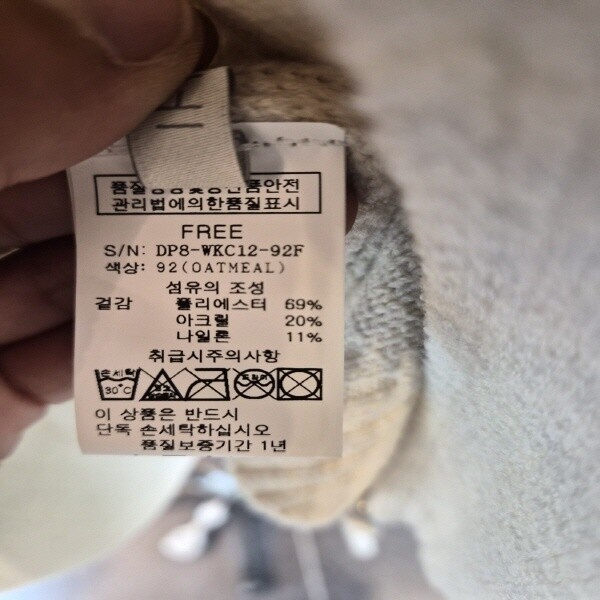 관리법에의한품질표시
FREE
S/N: DP8-WKC12-92F
색상: 92(OATMEAL)
섬유의 조성
겉감 폴리에스터 69%
아크릴 20%
나일론 11%
취급시주의사항
손세탁
30°C
이 상품은 반드시
단독 손세탁하십시오
품질보증기간 1년